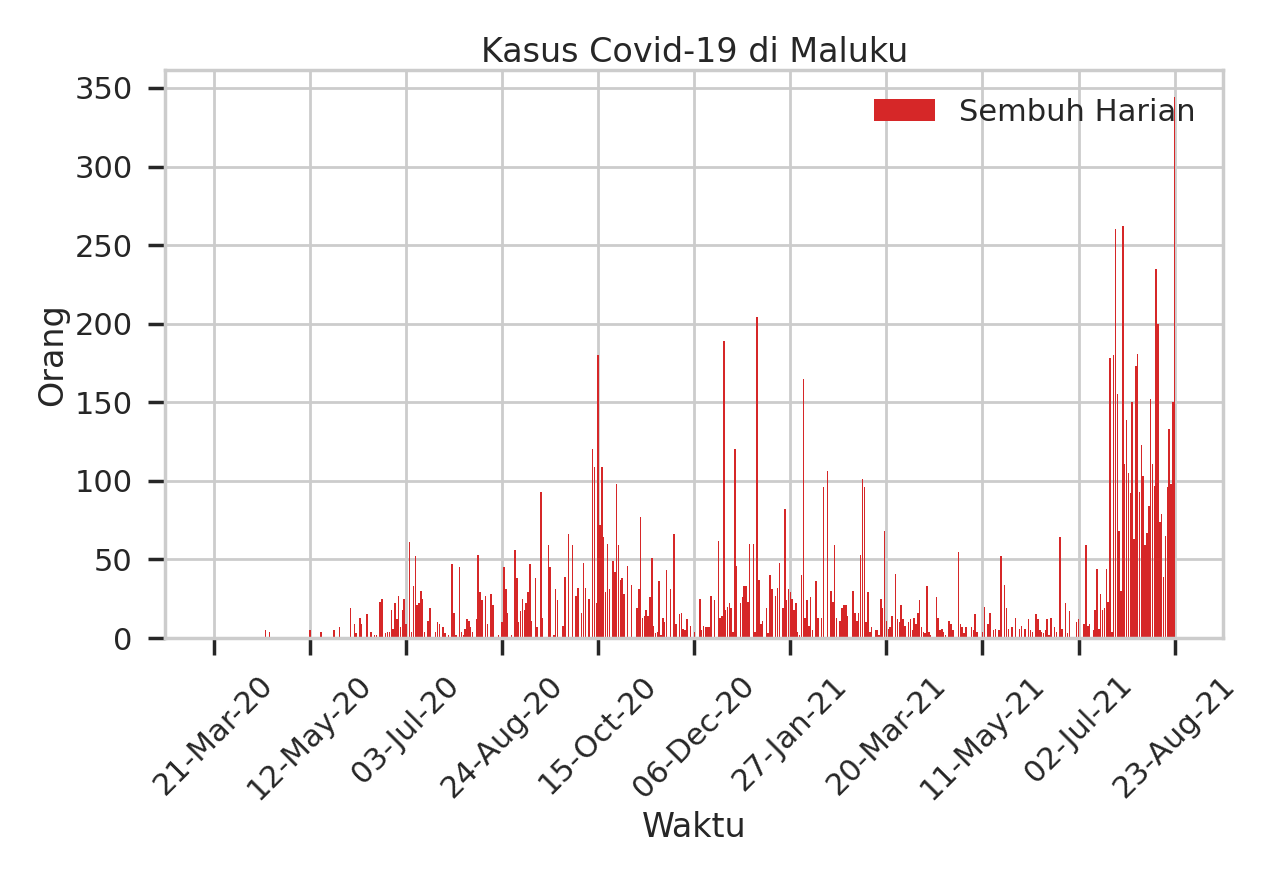 Kasus Covid-19 di Maluku
Sembuh Harian
Orang
350
300
250
200
150
100
50
0
21-Mar-20
12-May-20
03-Jul-20
24-Aug-20
15-Oct-20
06-Dec-20
27-Jan-21
20-Mar-21
11-May-21
02-Jul-21
23-Aug-21
Waktu